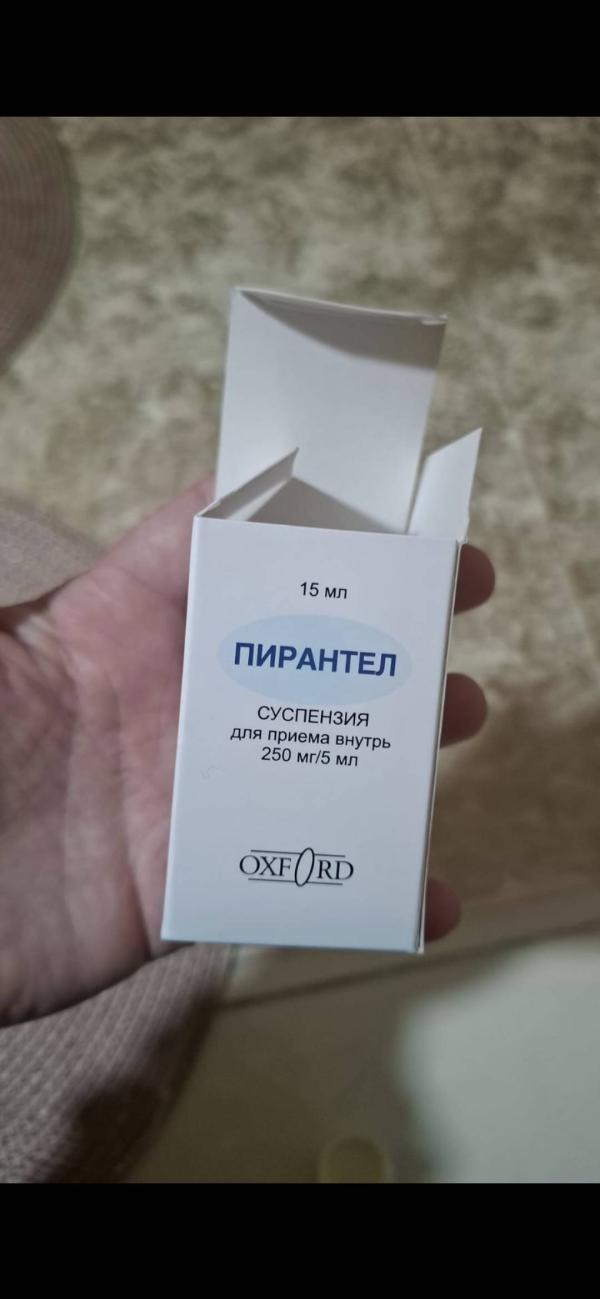 15 мл
ПИРАНТЕЛ
СУСПЕНЗИЯ
для приема внутрь
250 мг/5 мл
OXFORD